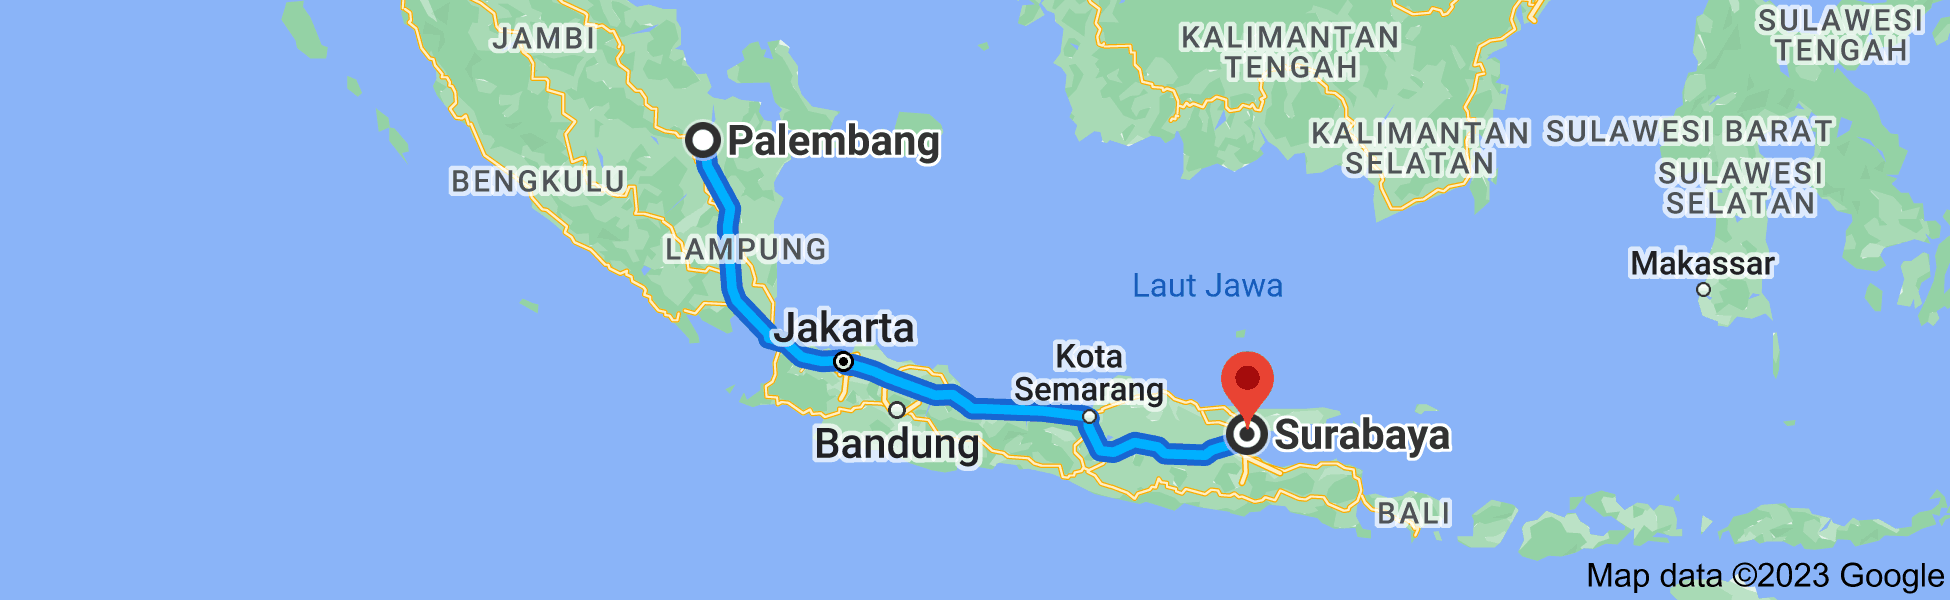 SULAWESI
TENGAH
JAMBI
KALIMANTAN
TENGAH
Palembang
KALIMANTAN
SELATAN
SULAWESI BARAT
BENGKULU
SULAWESI
SELATAN
LAMPUNG
Makassar
Laut Jawa
Jakarta
Kota
Semarang
Bandung
Surabaya
BALI
Map data ©2023 Google